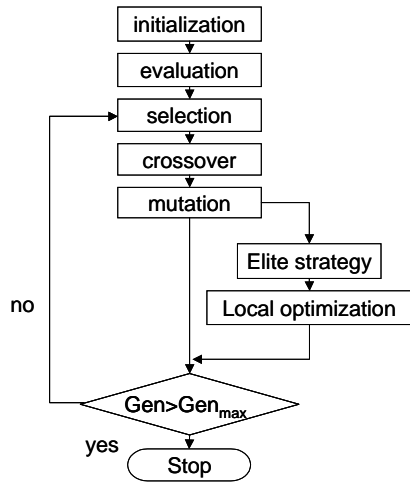 initialization
evaluation
selection
crossover
mutation
Elite strategy
Local optimization
no
Gen>Genmax
yes
Stop